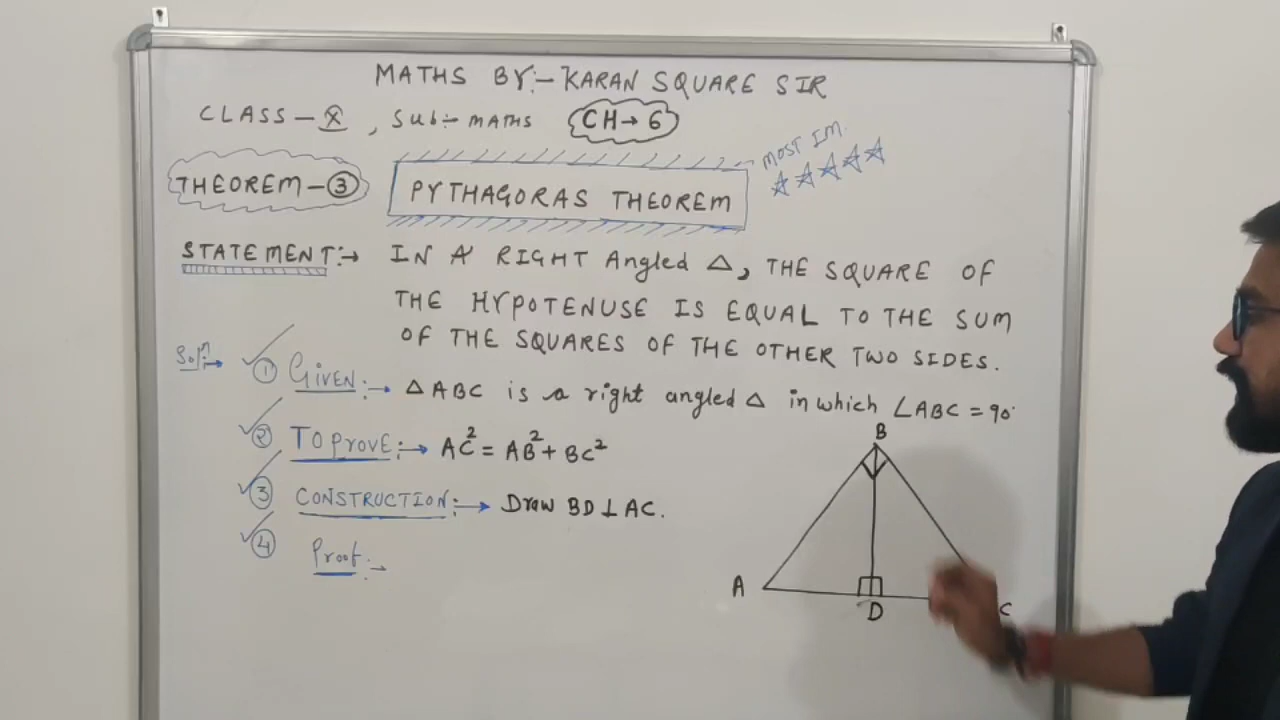 MATHS BY:- KARAN SQUARE SIR
CLASS - X, Sub:- MATHS CH→6
MOST IM.
THEOREM - ③ PYTHAGORAS THEOREM
STATEMENT:→ IN A RIGHT Angled △, THE SQUARE OF
THE HYPOTENUSE IS EQUAL TO THE SUM
OF THE SQUARES OF THE OTHER TWO SIDES.
Solⁿ:→ ① GIVEN:→ △ABC is a right angled △ in which ∠ABC = 90°
② TO PROVE:→ AC² = AB² + BC²
③ CONSTRUCTION:→ Draw BD⊥AC.
④ Proof:→
B
A
D
C